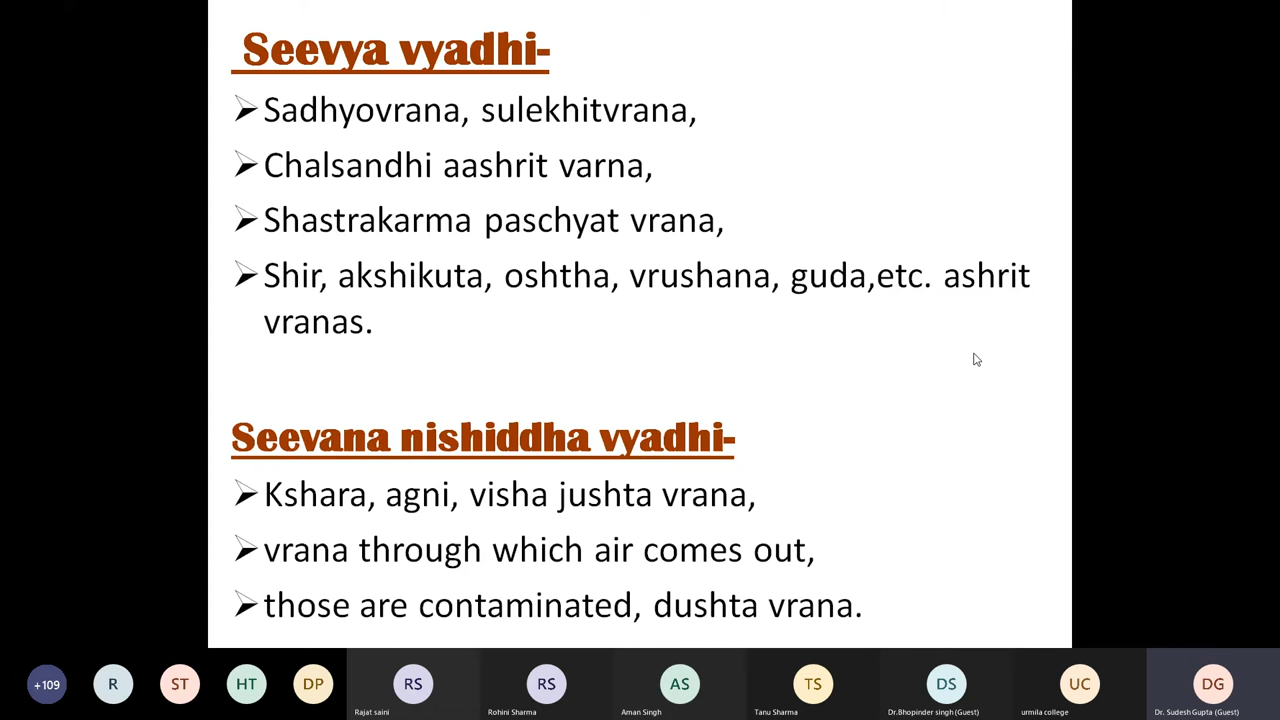 Seevya vyadhi-
Sadhyovrana, sulekhitvrana,
Chalsandhi aashrit varna,
Shastrakarma paschyat vrana,
Shir, akshikuta, oshtha, vrushana, guda,etc. ashrit
vranas.
Seevana nishiddha vyadhi-
Kshara, agni, visha jushta vrana,
vrana through which air comes out,
those are contaminated, dushta vrana.
+109 R ST HT DP RS RS AS TS DS UC DG
Rajat saini Rohini Sharma Aman Singh Tanu Sharma Dr.Bhopinder singh (Guest) urmila college Dr. Sudesh Gupta (Guest)